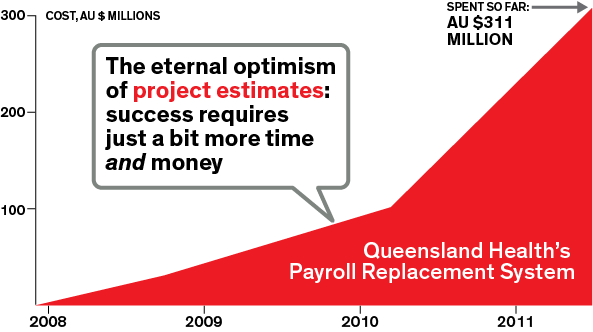 300
COST, AU $ MILLIONS
SPENT SO FAR:
AU $311
MILLION
The eternal optimism
of project estimates:
success requires
just a bit more time
and money
200
100
Queensland Health's
Payroll Replacement System
2008 2009 2010 2011